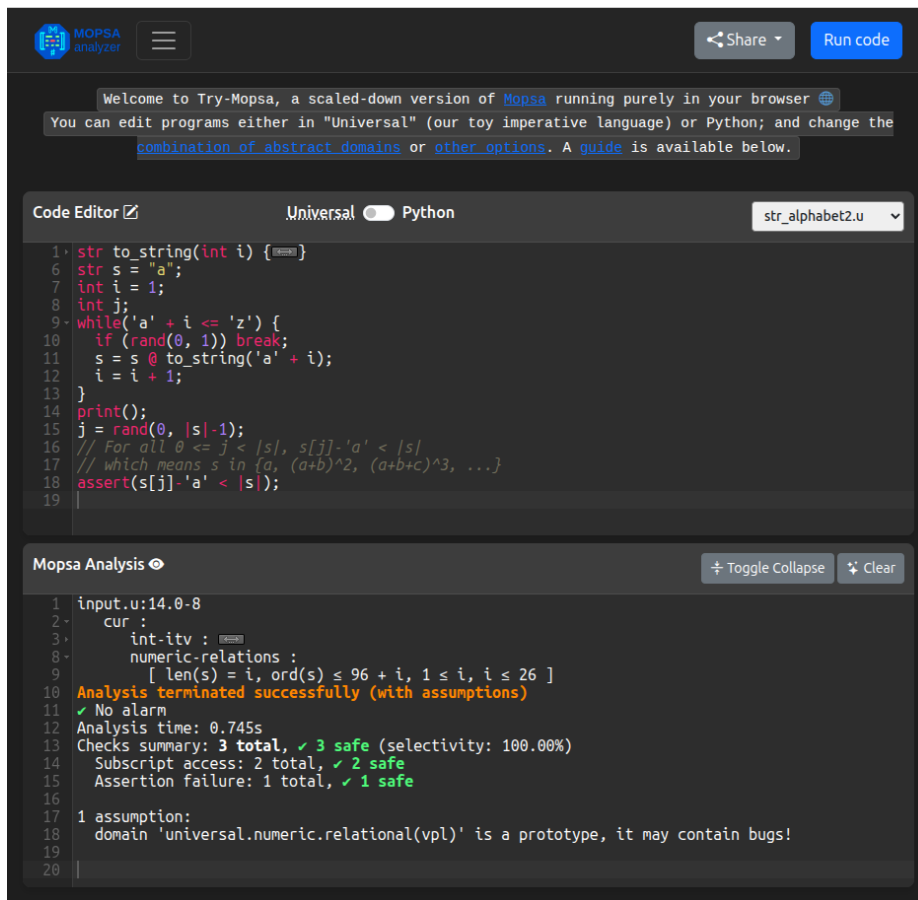 MOPSA
analyzer
Share
Run code
Welcome to Try-Mopsa, a scaled-down version of Mopsa running purely in your browser 🌐
You can edit programs either in "Universal" (our toy imperative language) or Python; and change the
combination of abstract domains or other options. A guide is available below.
Code Editor
Universal Python
str_alphabet2.u
1 str to_string(int i) {↔}
6 str s = "a";
7 int i = 1;
8 int j;
9 while('a' + i <= 'z') {
10 if (rand(0, 1)) break;
11 s = s @ to_string('a' + i);
12 i = i + 1;
13 }
14 print();
15 j = rand(0, |s|-1);
16 // For all 0 <= j < |s|, s[j]-'a' < |s|
17 // which means s in {a, (a+b)^2, (a+b+c)^3, ...}
18 assert(s[j]-'a' < |s|);
19
Mopsa Analysis
Toggle Collapse
Clear
1 input.u:14.0-8
2 cur :
3 int-itv : ↔
8 numeric-relations :
9 [ len(s) = i, ord(s) ≤ 96 + i, 1 ≤ i, i ≤ 26 ]
10 Analysis terminated successfully (with assumptions)
11 ✔ No alarm
12 Analysis time: 0.745s
13 Checks summary: 3 total, ✔ 3 safe (selectivity: 100.00%)
14 Subscript access: 2 total, ✔ 2 safe
15 Assertion failure: 1 total, ✔ 1 safe
16
17 1 assumption:
18 domain 'universal.numeric.relational(vpl)' is a prototype, it may contain bugs!
19
20